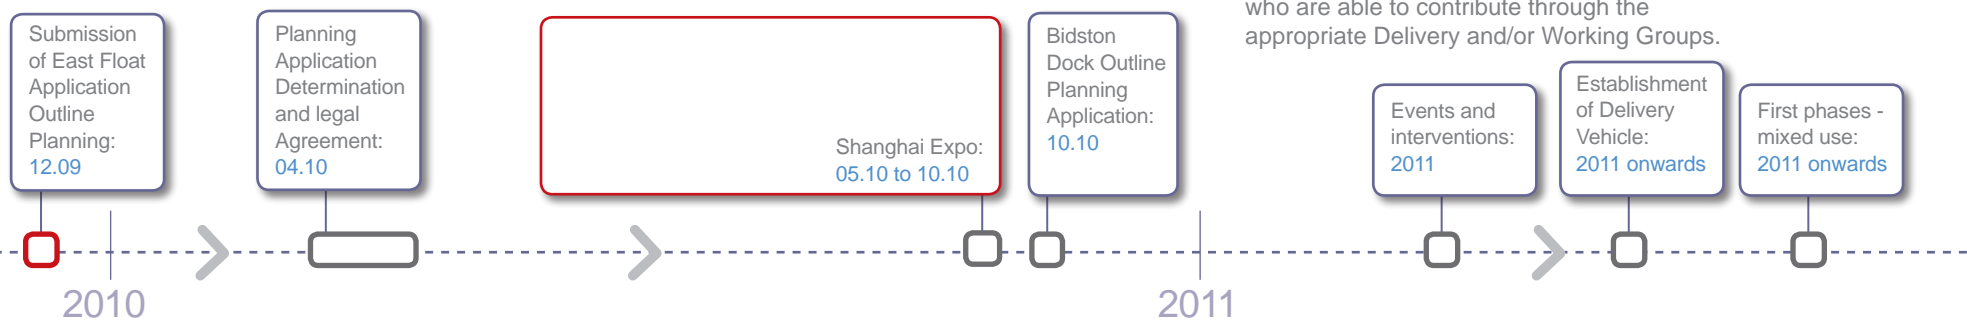 who are able to contribute through the
appropriate Delivery and/or Working Groups.
Submission
of East Float
Application
Outline
Planning:
12.09
Planning
Application
Determination
and legal
Agreement:
04.10
Shanghai Expo:
05.10 to 10.10
Bidston
Dock Outline
Planning
Application:
10.10
Events and
interventions:
2011
Establishment
of Delivery
Vehicle:
2011 onwards
First phases -
mixed use:
2011 onwards
2010
2011